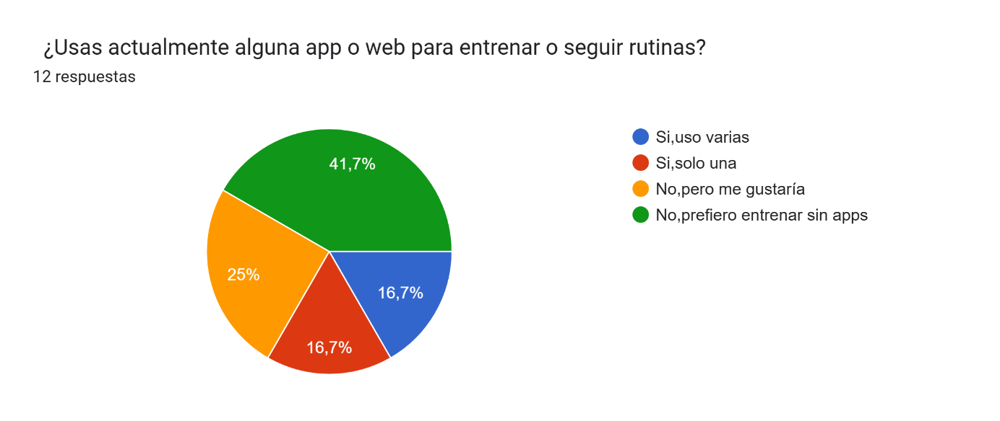 ¿Usas actualmente alguna app o web para entrenar o seguir rutinas?
12 respuestas
41,7%
25%
16,7%
16,7%
Si,uso varias
Si,solo una
No,pero me gustaría
No,prefiero entrenar sin apps